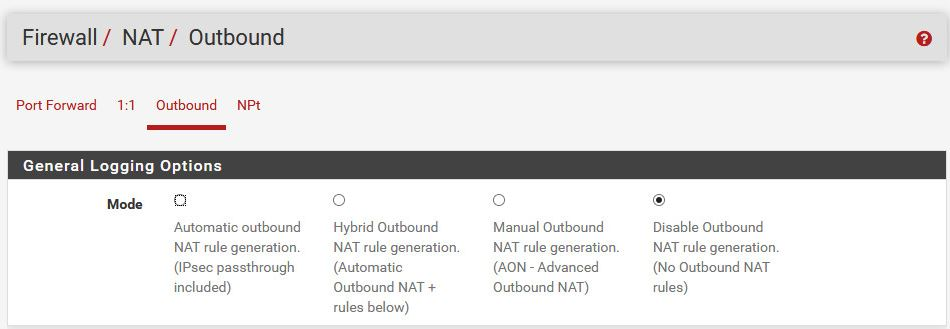 Firewall / NAT / Outbound
Port Forward 1:1 Outbound NPt
General Logging Options
Mode
Automatic outbound
NAT rule generation.
(IPsec passthrough
included)
Hybrid Outbound
NAT rule generation.
(Automatic
Outbound NAT +
rules below)
Manual Outbound
NAT rule generation.
(AON - Advanced
Outbound NAT)
Disable Outbound
NAT rule generation.
(No Outbound NAT
rules)